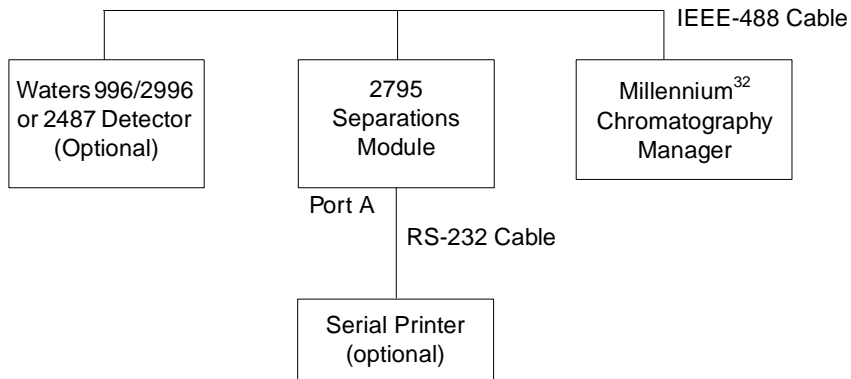 IEEE-488 Cable
Waters 996/2996
or 2487 Detector
(Optional)
2795
Separations
Module
Millennium³²
Chromatography
Manager
Port A
RS-232 Cable
Serial Printer
(optional)